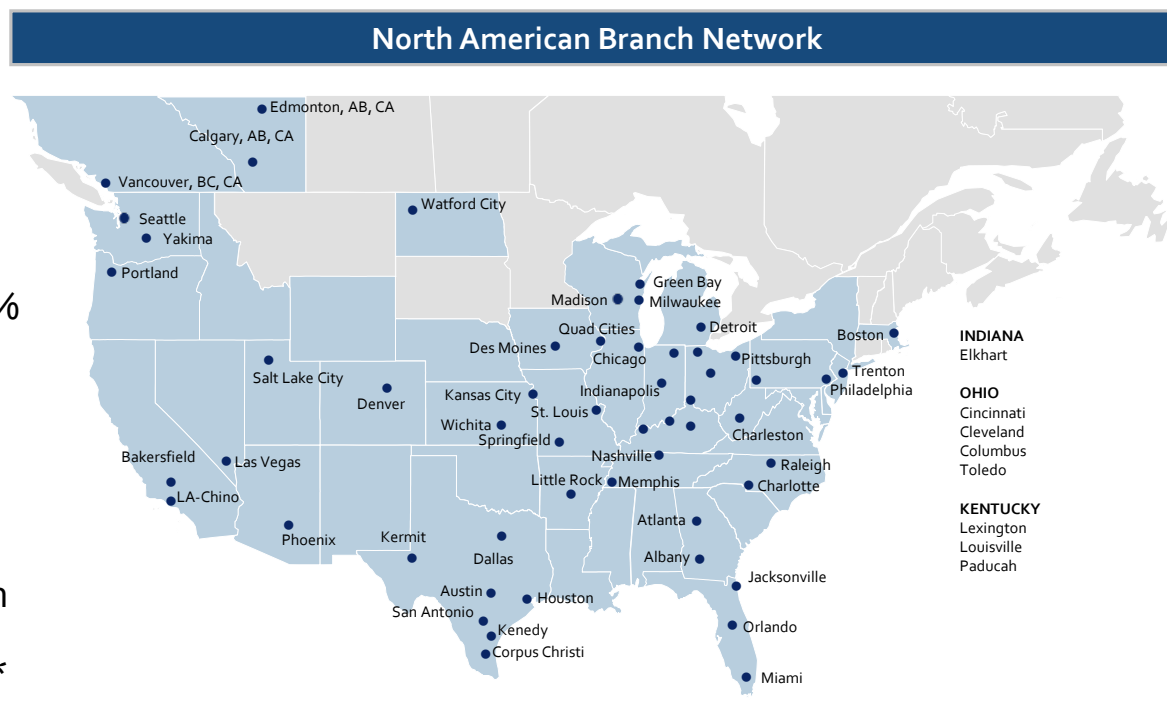 North American Branch Network
Edmonton, AB, CA
Calgary, AB, CA
Vancouver, BC, CA
Watford City
Seattle
Yakima
Portland
%
Green Bay
Madison
Milwaukee
Quad Cities
Detroit
Boston
Des Moines
Chicago
Pittsburgh
Salt Lake City
Trenton
Denver
Kansas City
Indianapolis
Philadelphia
St. Louis
Wichita
Springfield
Charleston
Bakersfield
Las Vegas
Nashville
Raleigh
LA-Chino
Little Rock
Memphis
Charlotte
Phoenix
Kermit
Dallas
Atlanta
Albany
Jacksonville
Austin
Houston
San Antonio
Kenedy
Orlando
Corpus Christi
Miami
INDIANA
Elkhart
OHIO
Cincinnati
Cleveland
Columbus
Toledo
KENTUCKY
Lexington
Louisville
Paducah